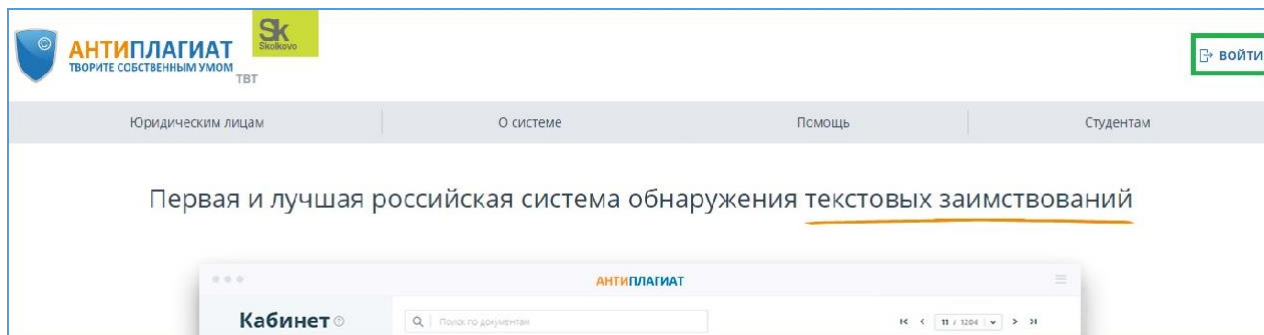 АНТИПЛАГИАТ
ТВОРИТЕ СОБСТВЕННЫМ УМОМ
Sk
Skolkovo
ТВТ
ВОЙТИ
Юридическим лицам
О системе
Помощь
Студентам
Первая и лучшая российская система обнаружения текстовых заимствований
АНТИПЛАГИАТ
Кабинет
Поиск по документам
11 / 1204